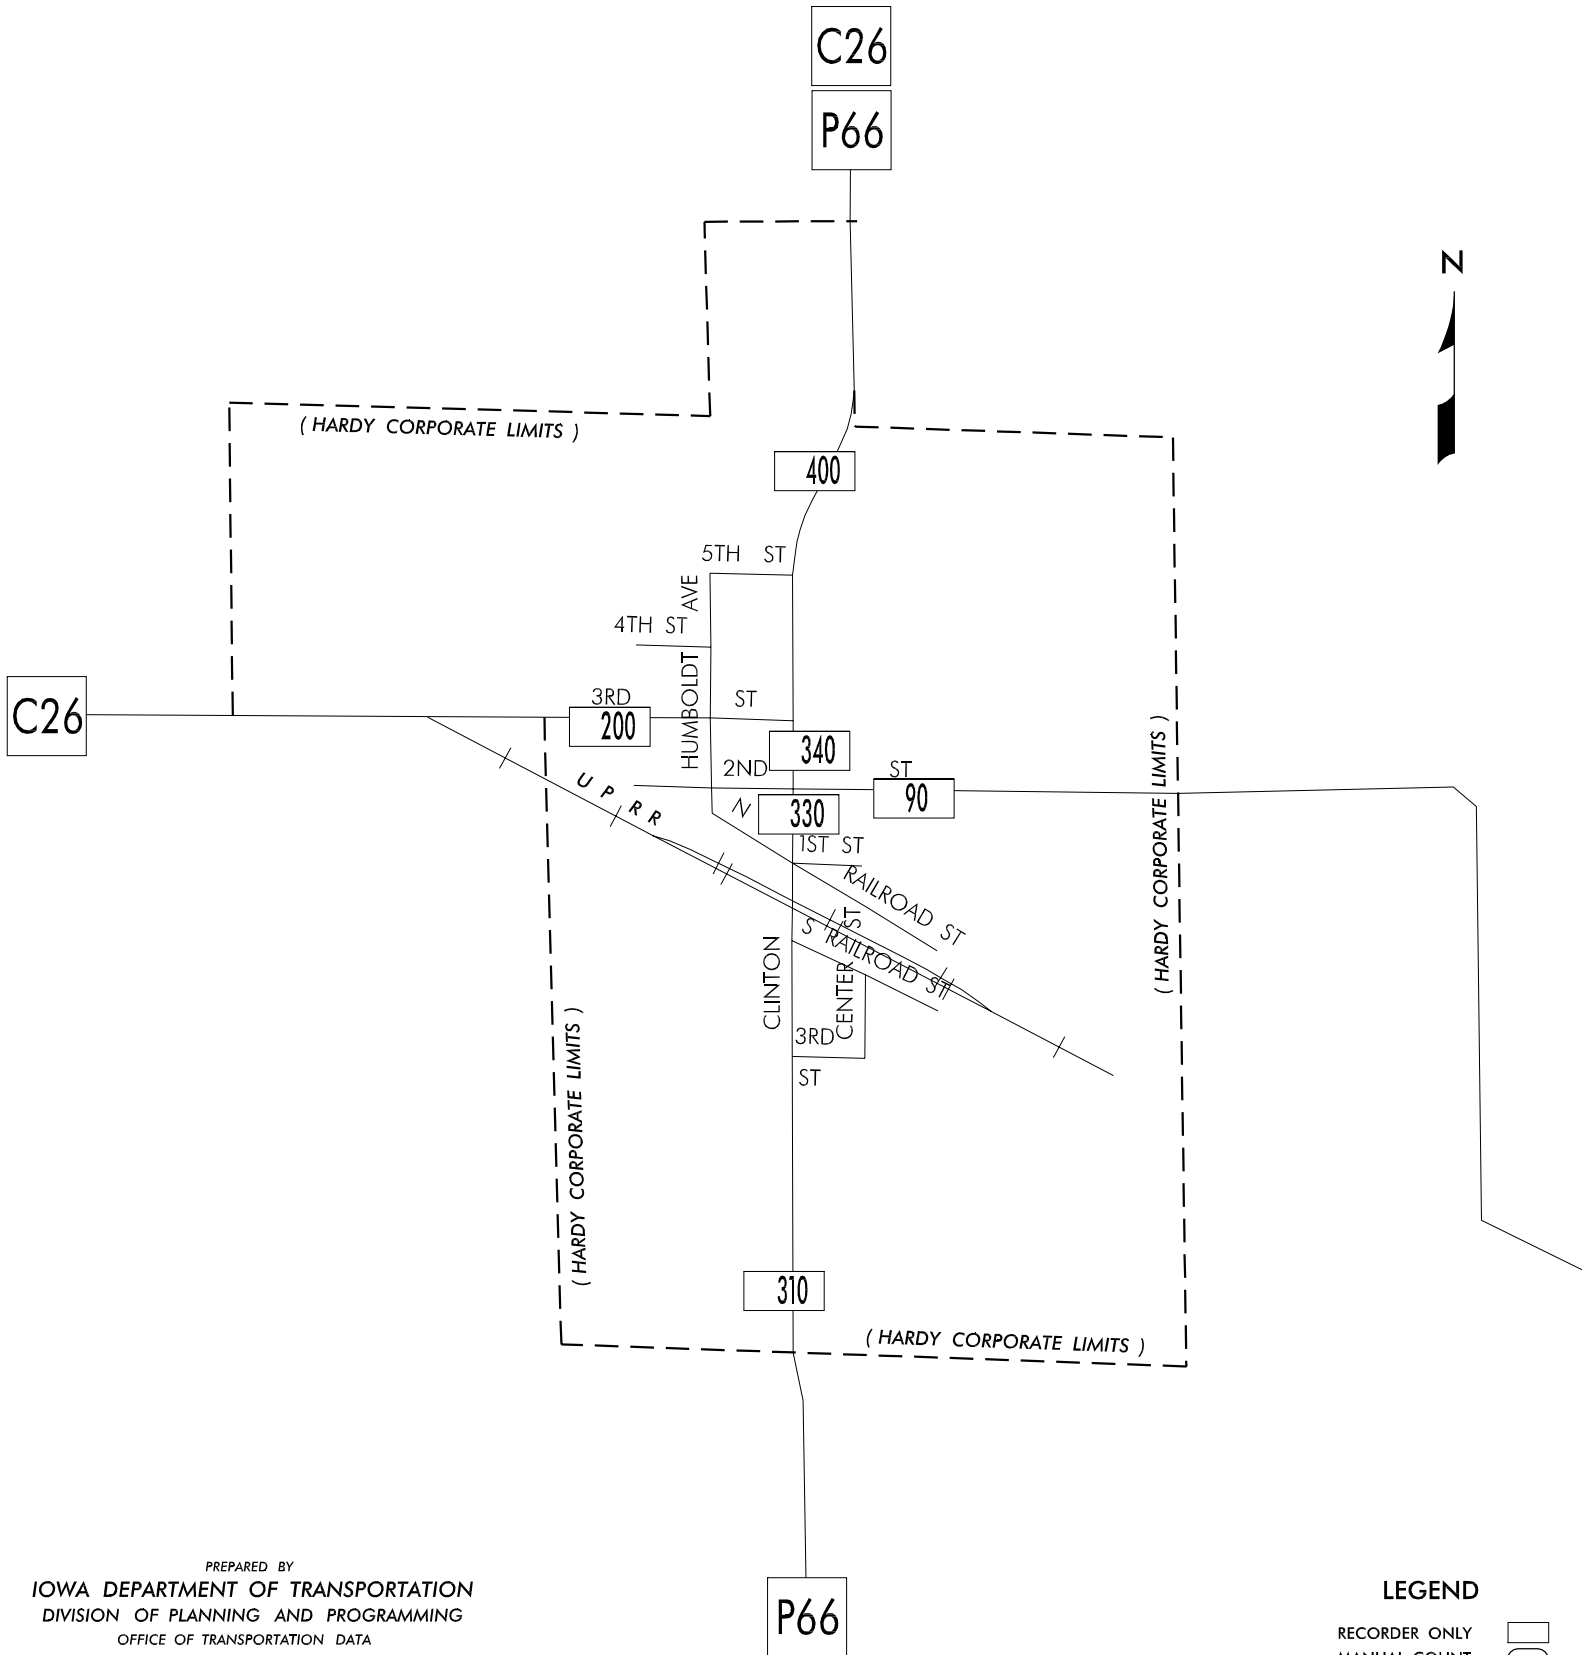 C26
P66
N
( HARDY CORPORATE LIMITS )
400
5TH ST
HUMBOLDT AVE
4TH ST
3RD ST
C26
200
340
2ND ST
90
U P R R
330
N RAILROAD ST
1ST ST
( HARDY CORPORATE LIMITS )
S RAILROAD ST
CLINTON
CENTER ST
3RD
ST
( HARDY CORPORATE LIMITS )
310
( HARDY CORPORATE LIMITS )
P66
PREPARED BY
IOWA DEPARTMENT OF TRANSPORTATION
DIVISION OF PLANNING AND PROGRAMMING
OFFICE OF TRANSPORTATION DATA
LEGEND
RECORDER ONLY
MANUAL COUNT